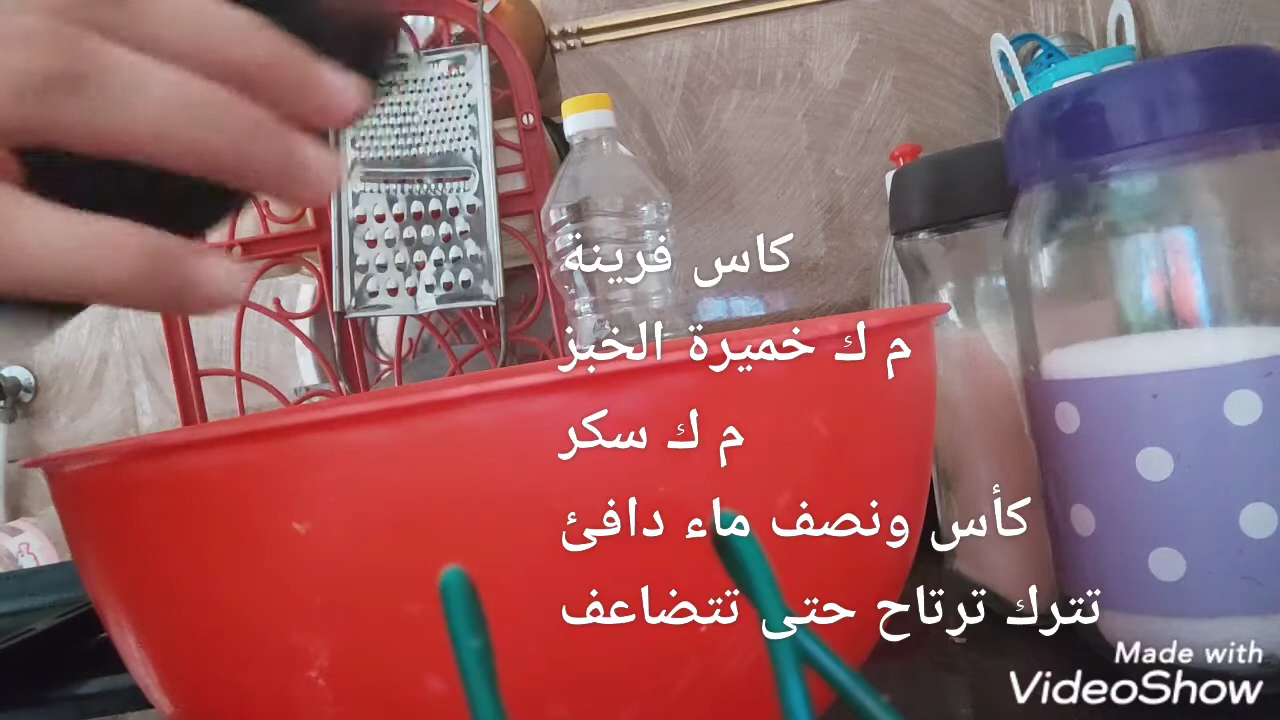 كاس فرينة
م ك خميرة الخبز
م ك سكر
كأس ونصف ماء دافئ
تترك ترتاح حتى تتضاعف
Made with
VideoShow